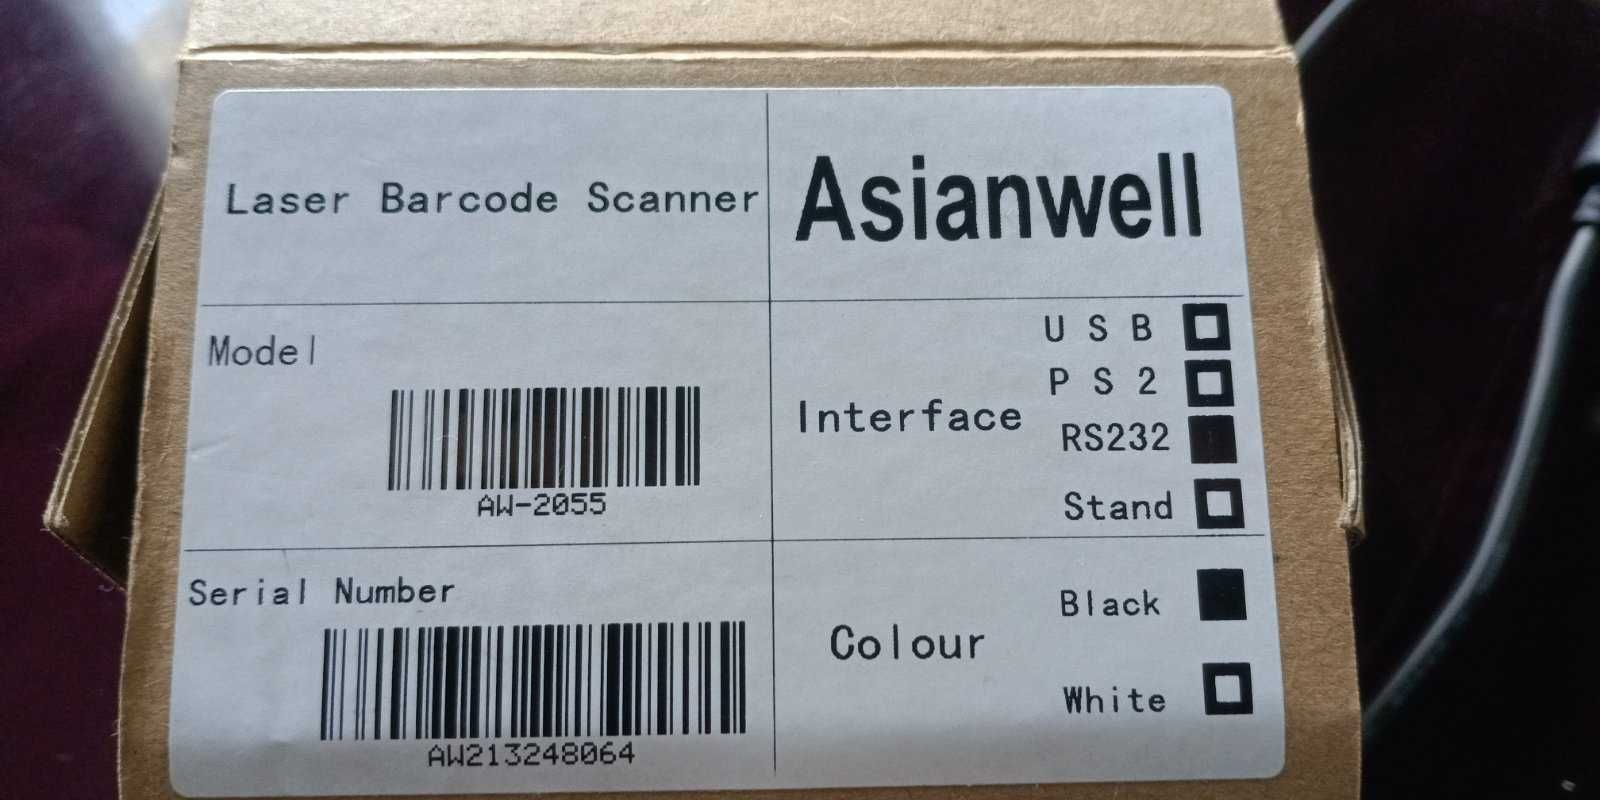 Laser Barcode Scanner
Asianwell
Model
AW-2055
Interface
U S B
P S 2
RS232
Stand
Serial Number
AW213248064
Colour
Black
White